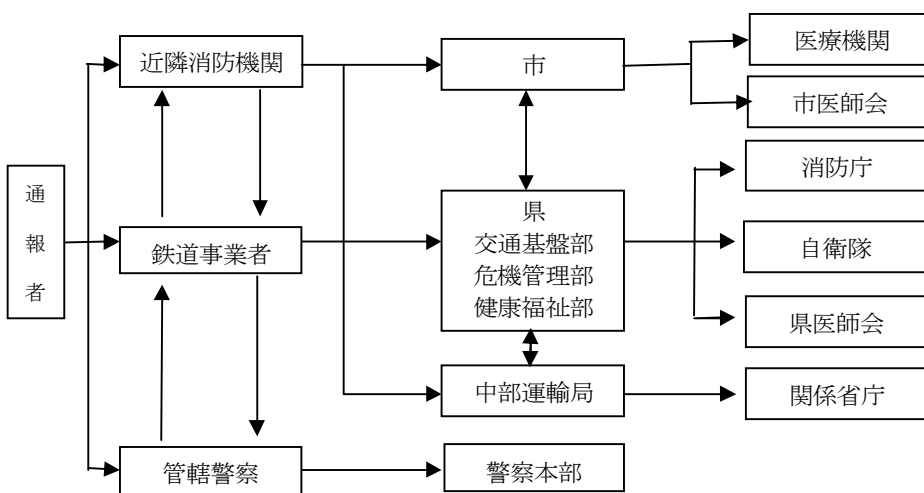 通
報
者
近隣消防機関
鉄道事業者
管轄警察
市
県
交通基盤部
危機管理部
健康福祉部
中部運輸局
警察本部
医療機関
市医師会
消防庁
自衛隊
県医師会
関係省庁